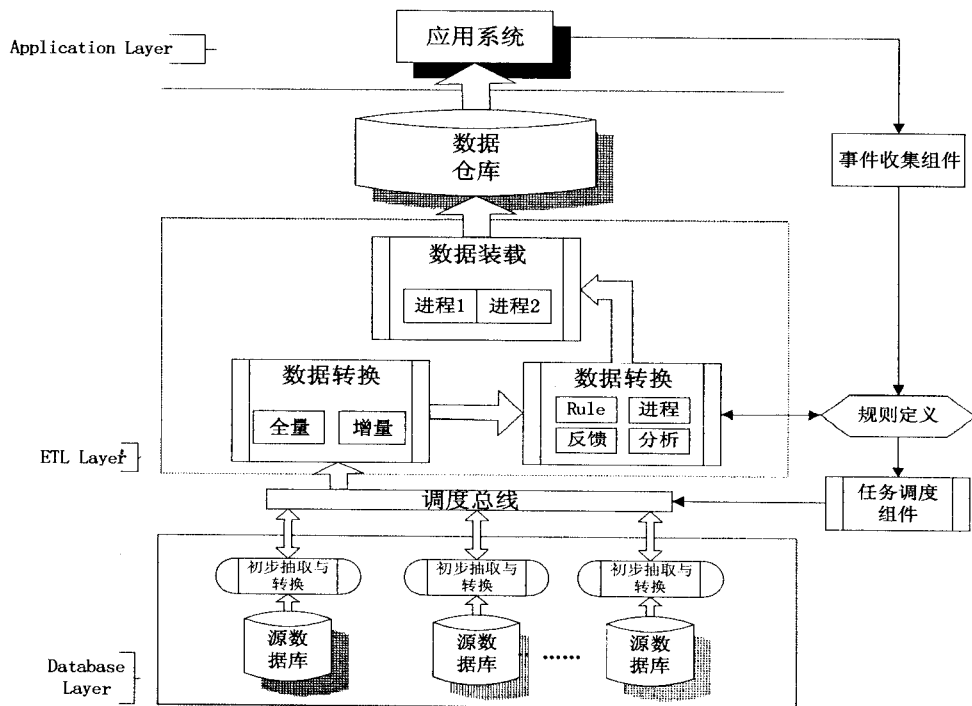 应用系统
Application Layer
数据
仓库
事件收集组件
数据装载
进程1
进程2
数据转换
全量
增量
数据转换
Rule
进程
反馈
分析
规则定义
ETL Layer
调度总线
任务调度
组件
初步抽取与
转换
初步抽取与
转换
初步抽取与
转换
源数
据库
源数
据库
……
源数
据库
Database
Layer